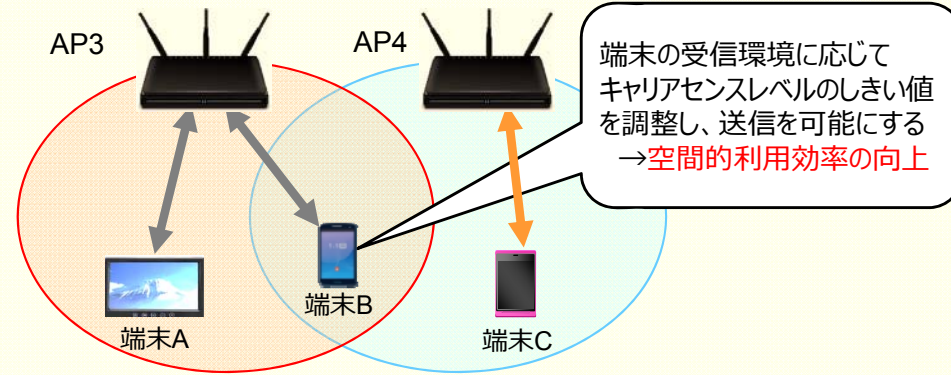 AP3
AP4
端末の受信環境に応じて
キャリアセンスレベルのしきい値
を調整し、送信を可能にする
→空間的利用効率の向上
端末A
端末B
端末C